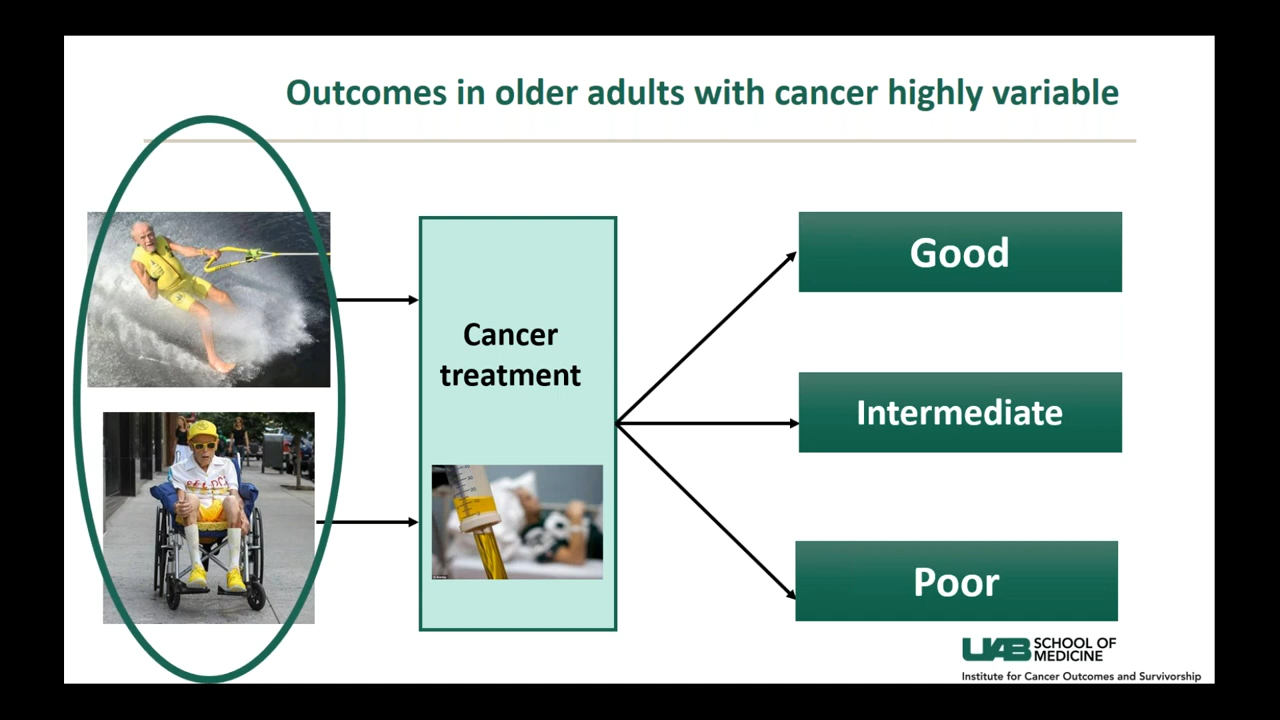 Outcomes in older adults with cancer highly variable
Cancer
treatment
Good
Intermediate
Poor
UAB SCHOOL OF
MEDICINE
Institute for Cancer Outcomes and Survivorship